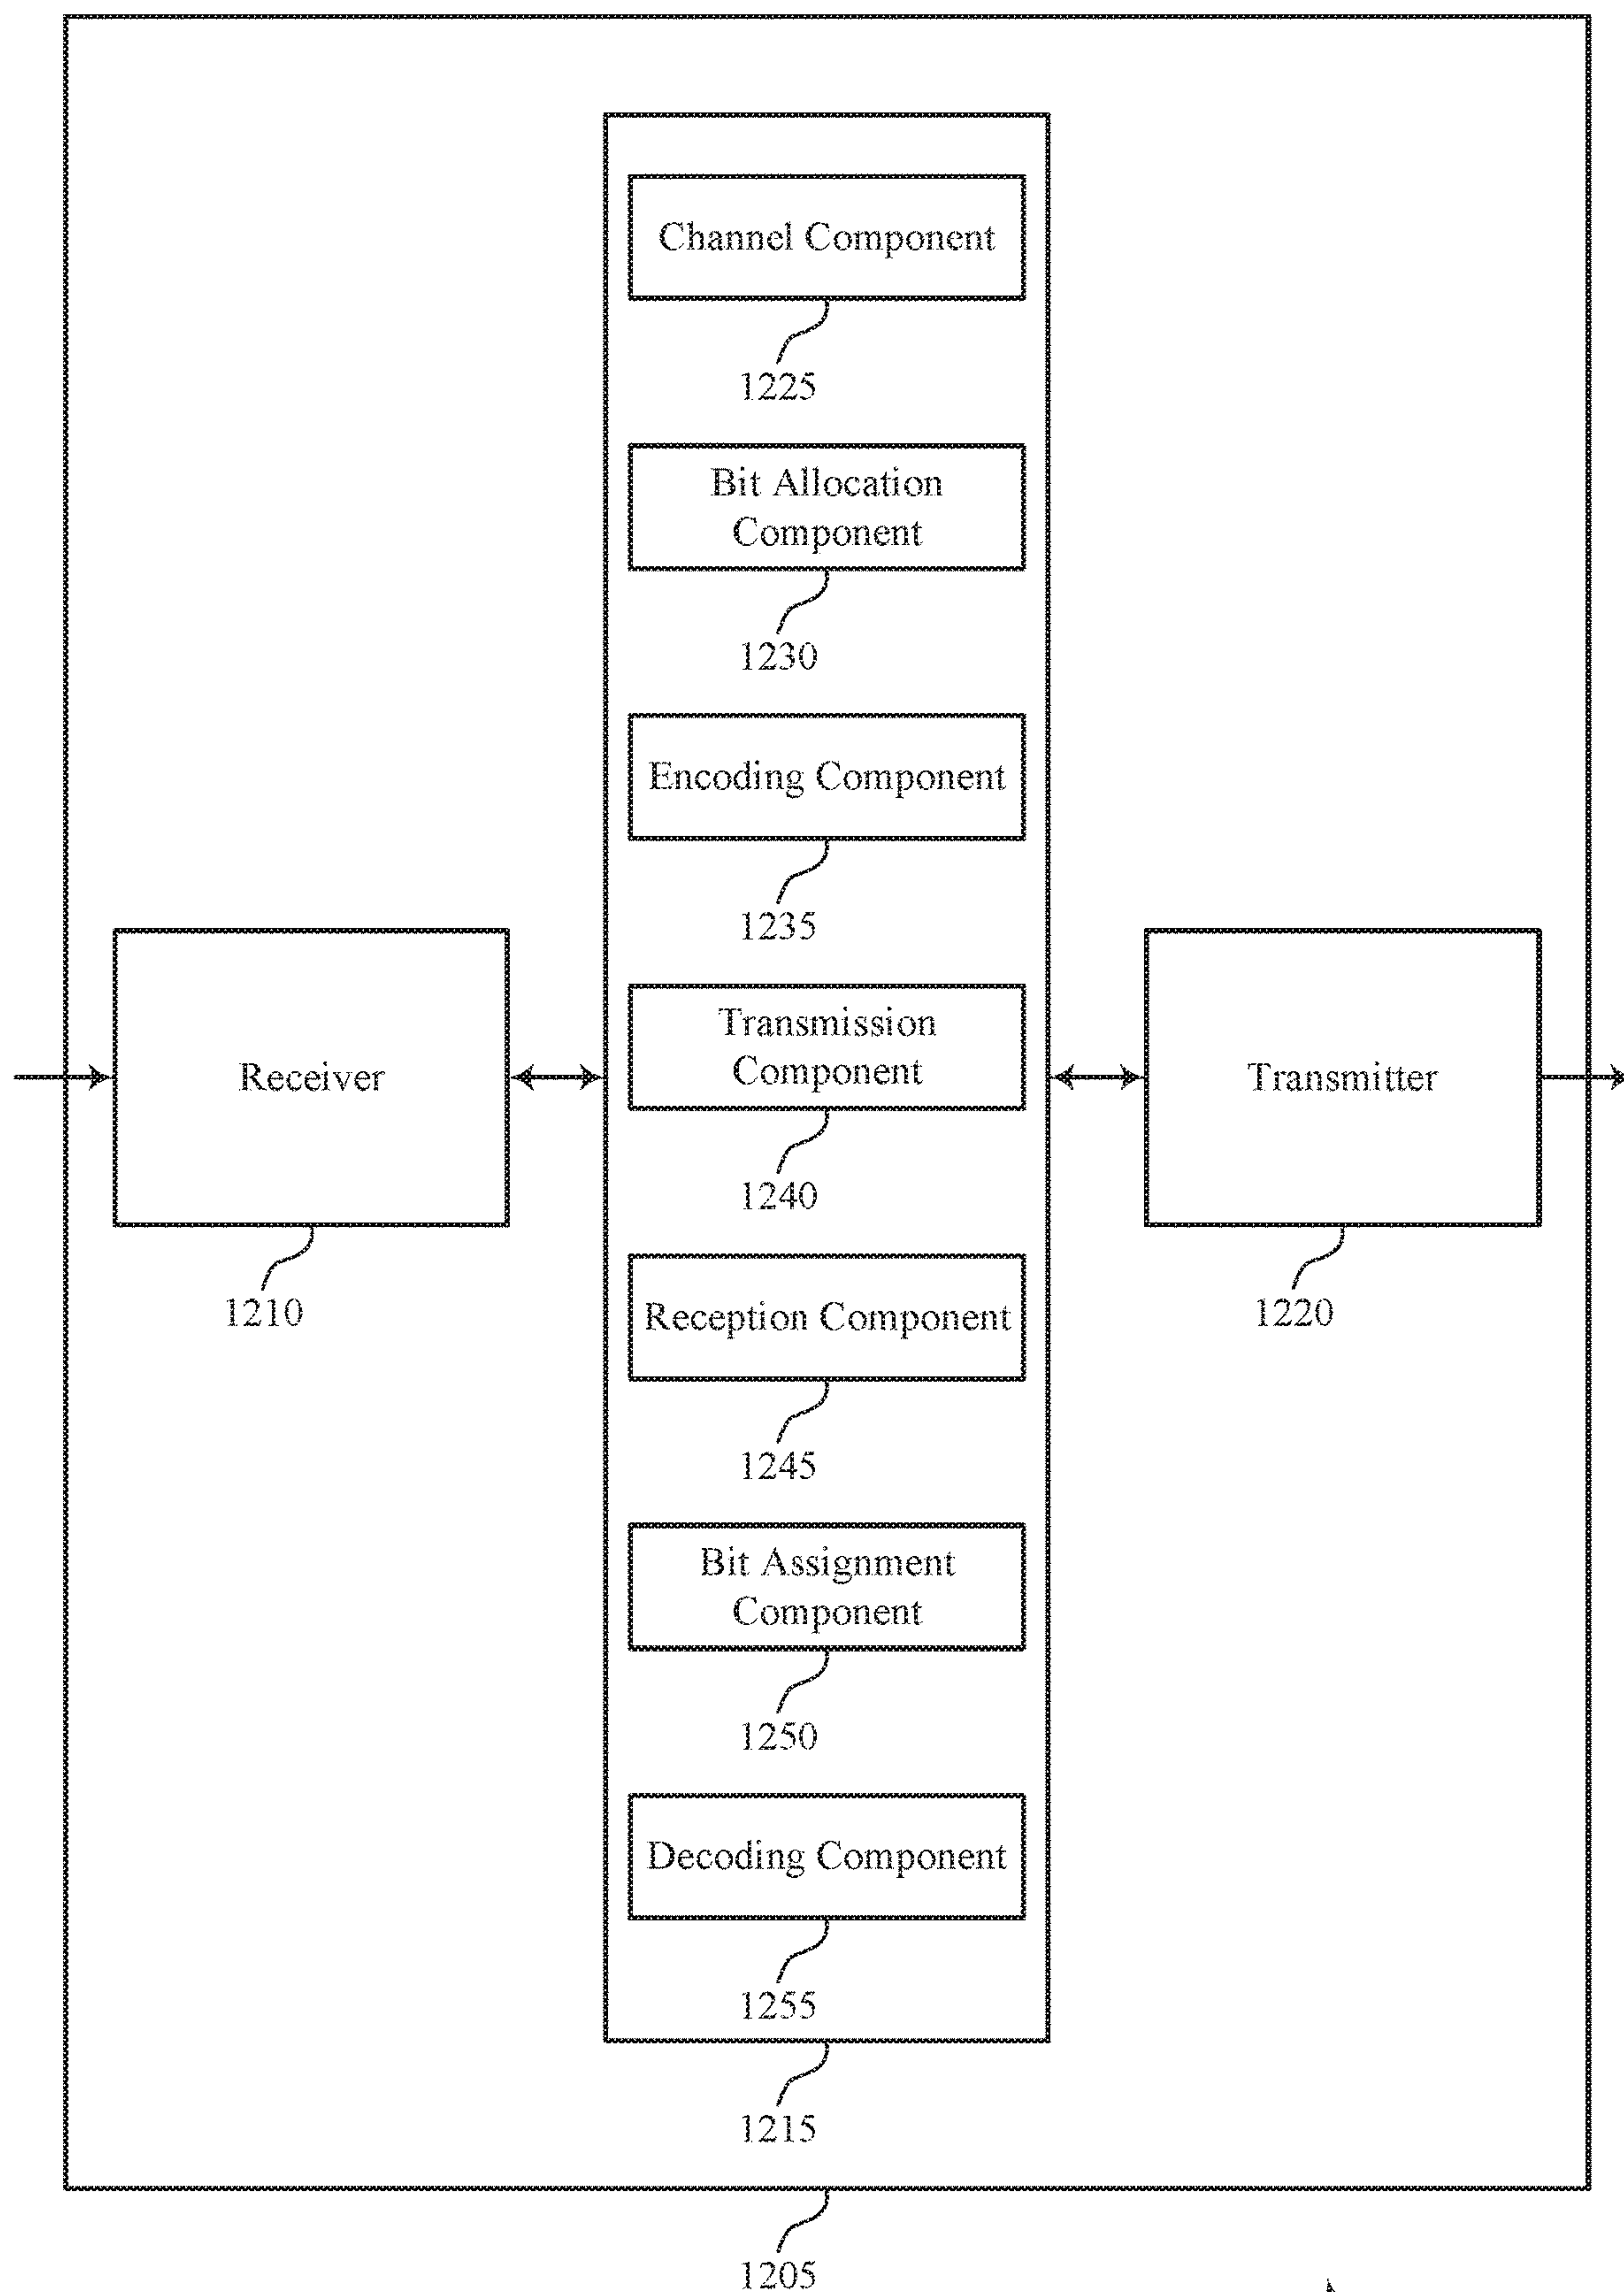 Channel Component
1225
Bit Allocation
Component
1230
Encoding Component
1235
Transmission
Component
1240
Receiver
1210
Transmitter
1220
Reception Component
1245
Bit Assignment
Component
1250
Decoding Component
1255
1215
1205